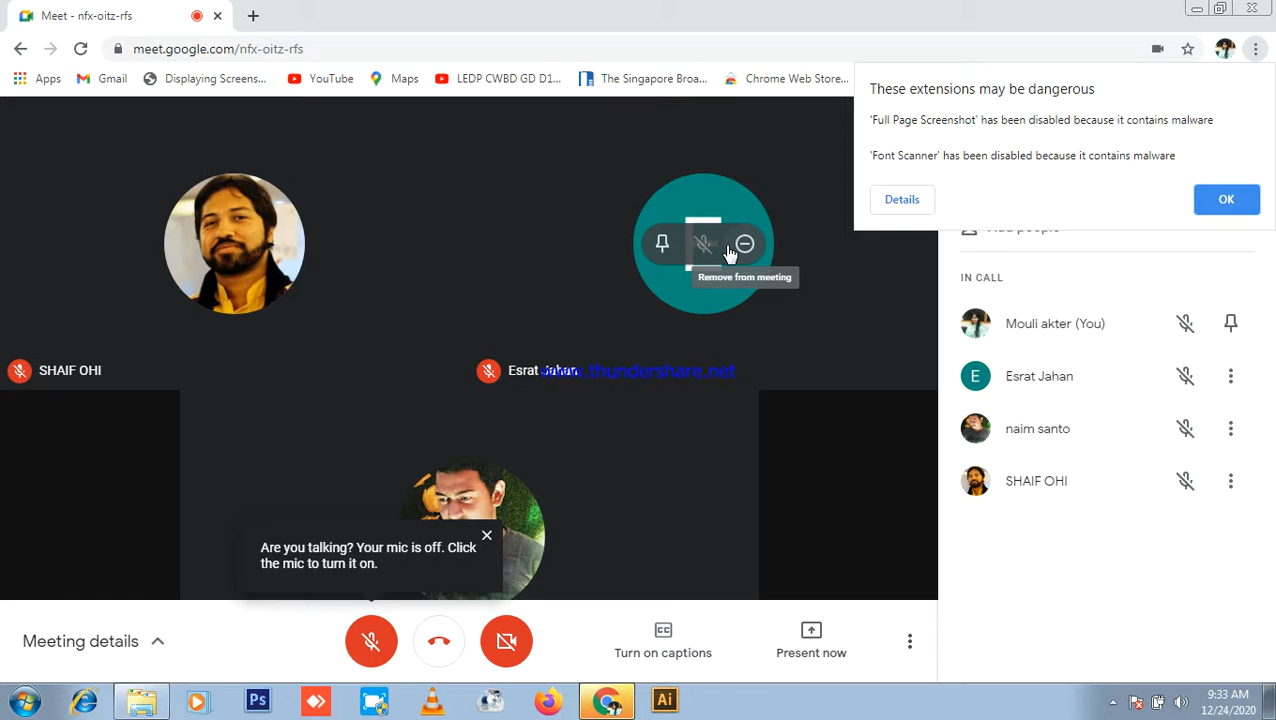 Meet - nfx-oitz-rfs
meet.google.com/nfx-oitz-rfs
Apps Gmail Displaying Screens... YouTube Maps LEDP CWBD GD D1... The Singapore Broa... Chrome Web Store...
These extensions may be dangerous
'Full Page Screenshot' has been disabled because it contains malware
'Font Scanner' has been disabled because it contains malware
Details OK
Add people
Remove from meeting
IN CALL
Mouli akter (You)
E Esrat Jahan
naim santo
SHAIF OHI
SHAIF OHI
Esrat Jahan
www.thundershare.net
Are you talking? Your mic is off. Click
the mic to turn it on.
Meeting details
CC
Turn on captions
Present now
Ps
Ai
9:33 AM
12/24/2020